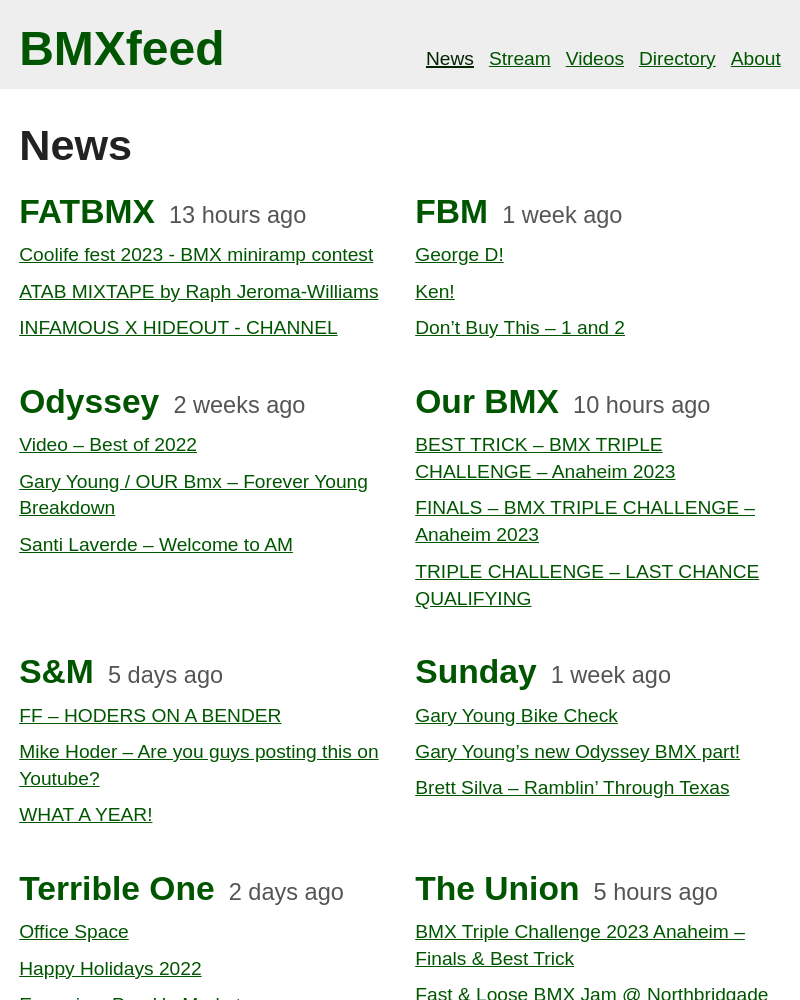 BMXfeed
News Stream Videos Directory About
News
FATBMX 13 hours ago
Coolife fest 2023 - BMX miniramp contest
ATAB MIXTAPE by Raph Jeroma-Williams
INFAMOUS X HIDEOUT - CHANNEL
FBM 1 week ago
George D!
Ken!
Don’t Buy This – 1 and 2
Odyssey 2 weeks ago
Video – Best of 2022
Gary Young / OUR Bmx – Forever Young
Breakdown
Santi Laverde – Welcome to AM
Our BMX 10 hours ago
BEST TRICK – BMX TRIPLE
CHALLENGE – Anaheim 2023
FINALS – BMX TRIPLE CHALLENGE –
Anaheim 2023
TRIPLE CHALLENGE – LAST CHANCE
QUALIFYING
S&M 5 days ago
FF – HODERS ON A BENDER
Mike Hoder – Are you guys posting this on
Youtube?
WHAT A YEAR!
Sunday 1 week ago
Gary Young Bike Check
Gary Young’s new Odyssey BMX part!
Brett Silva – Ramblin’ Through Texas
Terrible One 2 days ago
Office Space
Happy Holidays 2022
The Union 5 hours ago
BMX Triple Challenge 2023 Anaheim –
Finals & Best Trick
Fast & Loose BMX Jam @ Northbridgade